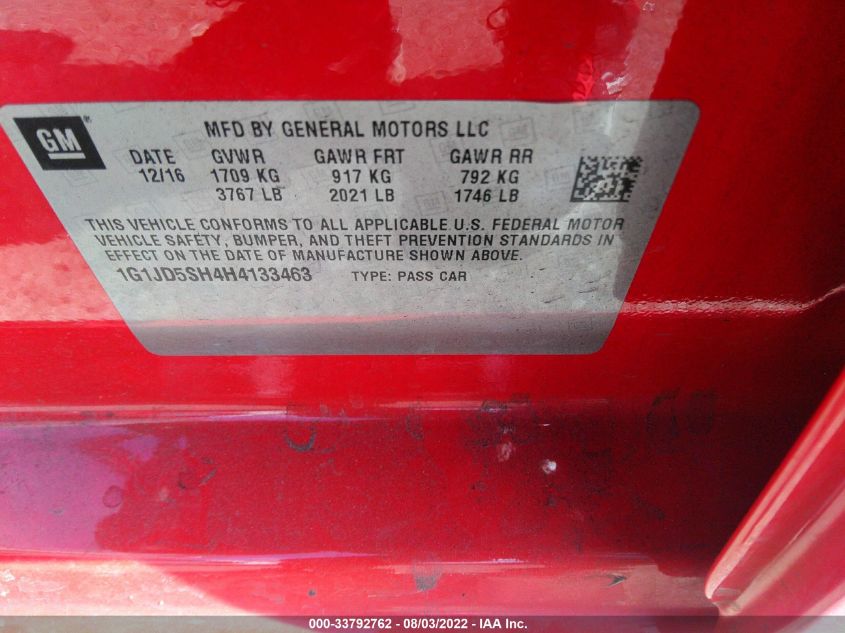 GM®
MFD BY GENERAL MOTORS LLC
DATE GVWR GAWR FRT GAWR RR
12/16 1709 KG 917 KG 792 KG
3767 LB 2021 LB 1746 LB
THIS VEHICLE CONFORMS TO ALL APPLICABLE U.S. FEDERAL MOTOR
VEHICLE SAFETY, BUMPER, AND THEFT PREVENTION STANDARDS IN
EFFECT ON THE DATE OF MANUFACTURE SHOWN ABOVE.
1G1JD5SH4H4133463 TYPE: PASS CAR
000-33792762 - 08/03/2022 - IAA Inc.